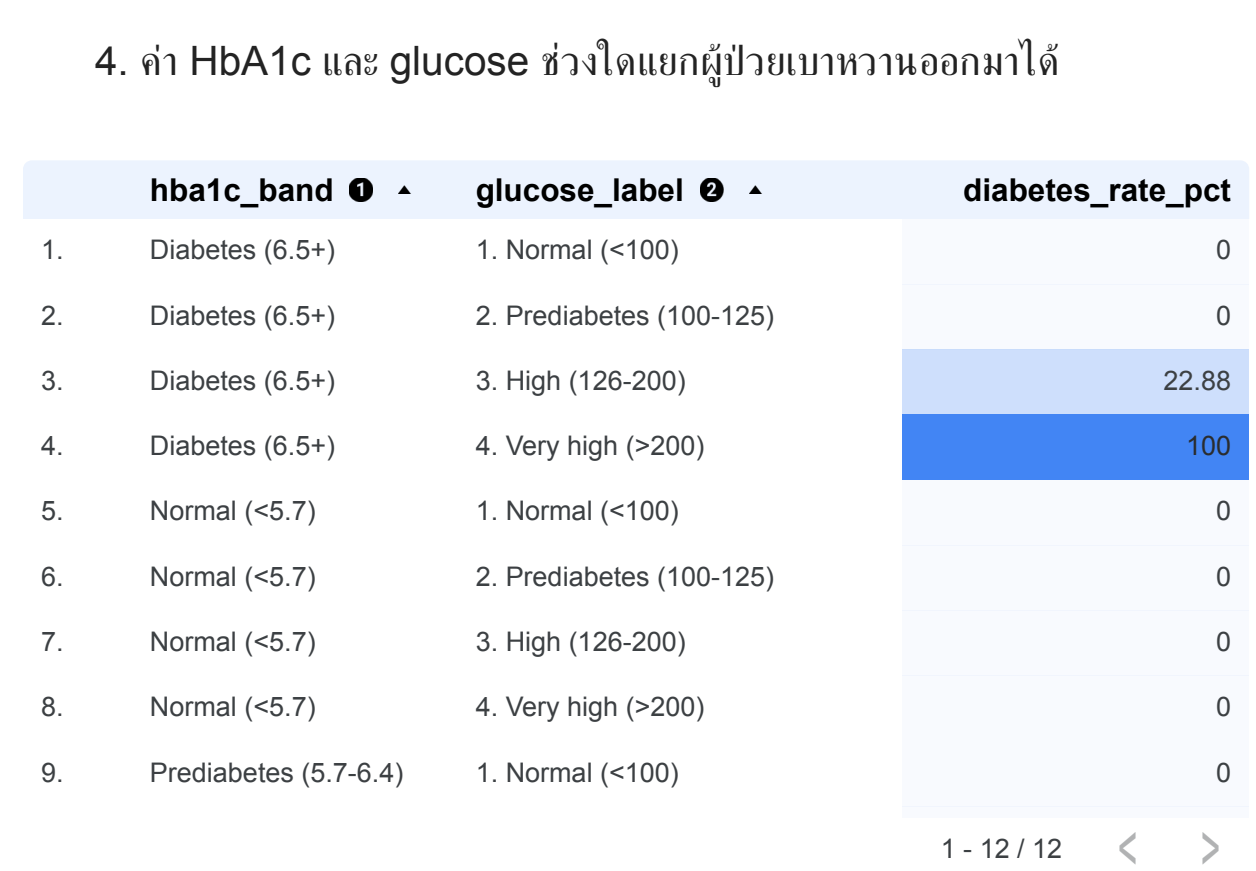 4. ค่า HbA1c และ glucose ช่วงใดแยกผู้ป่วยเบาหวานออกมาได้
hba1c_band 1 ▲ glucose_label 2 ▲ diabetes_rate_pct
1. Diabetes (6.5+) 1. Normal (<100) 0
2. Diabetes (6.5+) 2. Prediabetes (100-125) 0
3. Diabetes (6.5+) 3. High (126-200) 22.88
4. Diabetes (6.5+) 4. Very high (>200) 100
5. Normal (<5.7) 1. Normal (<100) 0
6. Normal (<5.7) 2. Prediabetes (100-125) 0
7. Normal (<5.7) 3. High (126-200) 0
8. Normal (<5.7) 4. Very high (>200) 0
9. Prediabetes (5.7-6.4) 1. Normal (<100) 0
1 - 12 / 12 < >